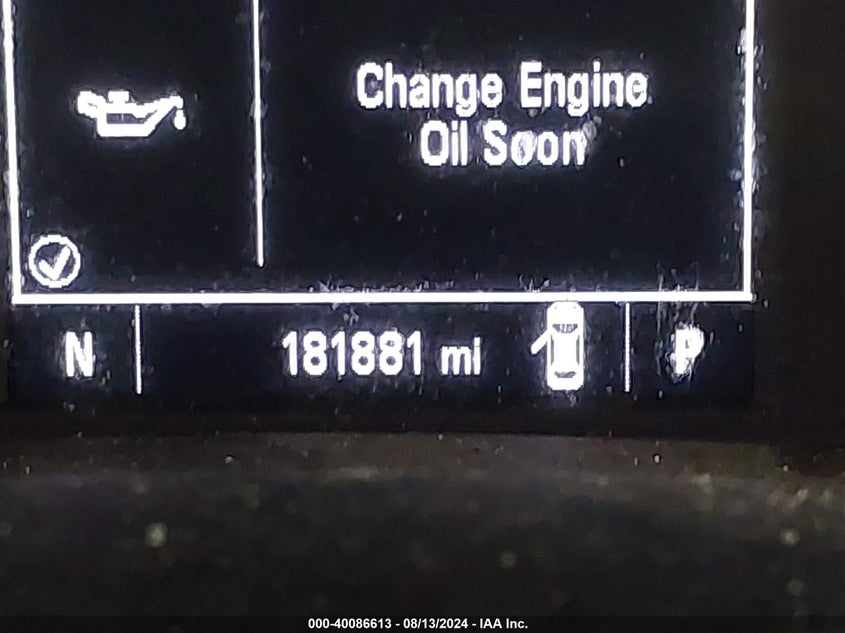 Change Engine
Oil Soon
N
181881 mi
P
000-40086613 - 08/13/2024 - IAA Inc.